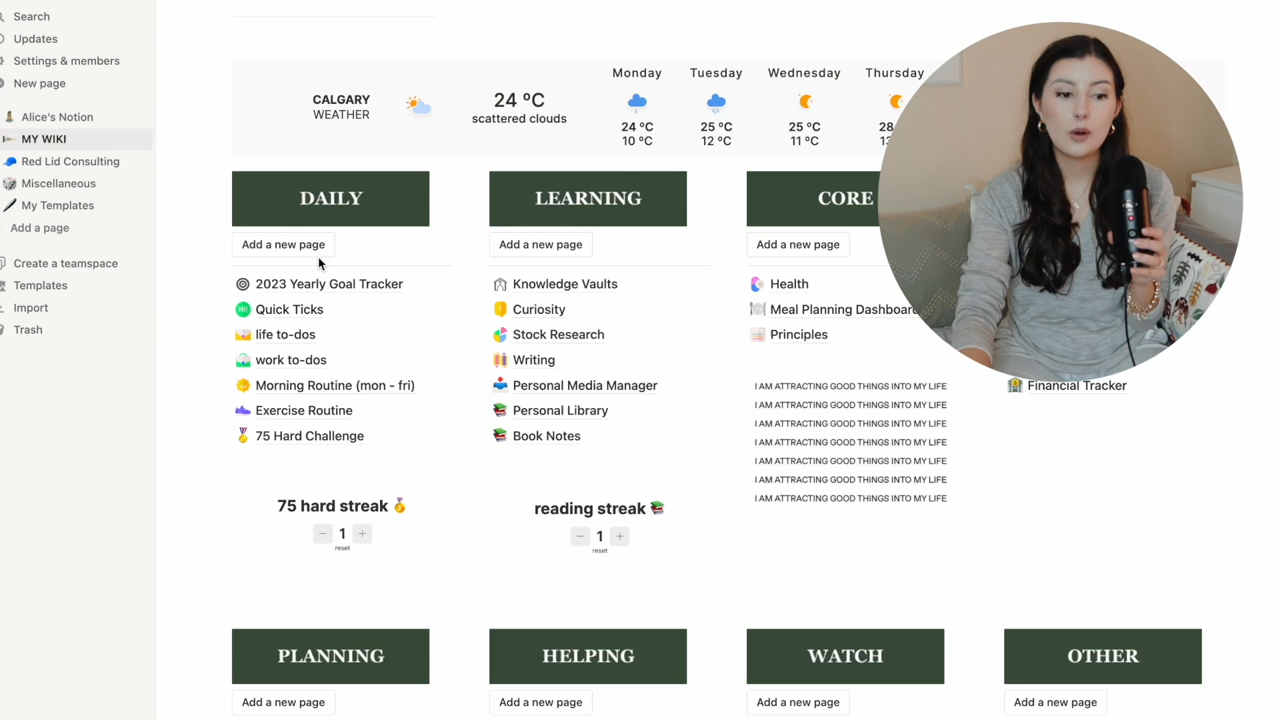 Search
Updates
Settings & members
New page
Alice's Notion
MY WIKI
Red Lid Consulting
Miscellaneous
My Templates
Add a page
Create a teamspace
Templates
Import
Trash
CALGARY
WEATHER
24 ºC
scattered clouds
Monday Tuesday Wednesday Thursday
24 ºC 25 ºC 25 ºC 28
10 ºC 12 ºC 11 ºC
DAILY
Add a new page
2023 Yearly Goal Tracker
Quick Ticks
life to-dos
work to-dos
Morning Routine (mon - fri)
Exercise Routine
75 Hard Challenge
75 hard streak
− 1 +
reset
LEARNING
Add a new page
Knowledge Vaults
Curiosity
Stock Research
Writing
Personal Media Manager
Personal Library
Book Notes
reading streak
− 1 +
reset
CORE
Add a new page
Health
Meal Planning Dashboard
Principles
I AM ATTRACTING GOOD THINGS INTO MY LIFE
I AM ATTRACTING GOOD THINGS INTO MY LIFE
I AM ATTRACTING GOOD THINGS INTO MY LIFE
I AM ATTRACTING GOOD THINGS INTO MY LIFE
I AM ATTRACTING GOOD THINGS INTO MY LIFE
I AM ATTRACTING GOOD THINGS INTO MY LIFE
I AM ATTRACTING GOOD THINGS INTO MY LIFE
Financial Tracker
PLANNING
Add a new page
HELPING
Add a new page
WATCH
Add a new page
OTHER
Add a new page